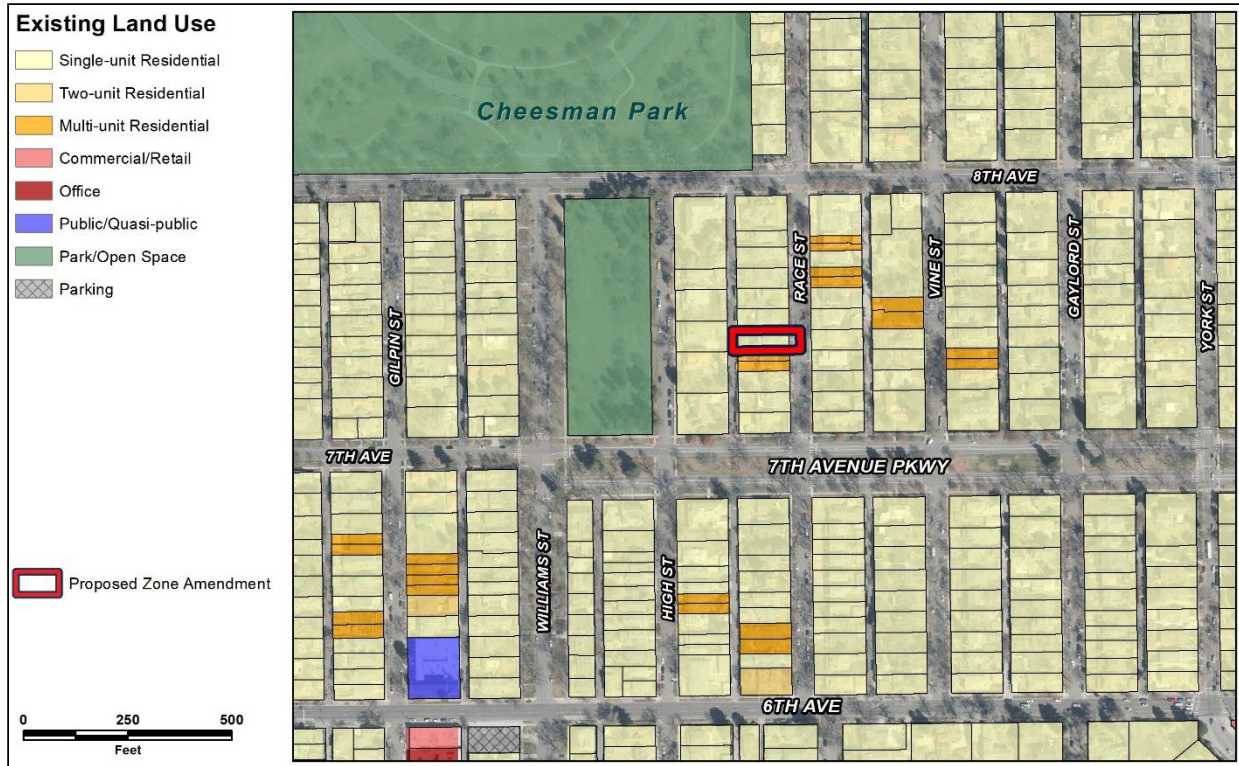 Existing Land Use
Single-unit Residential
Two-unit Residential
Multi-unit Residential
Commercial/Retail
Office
Public/Quasi-public
Park/Open Space
Parking
Proposed Zone Amendment
0 250 500
Feet
Cheesman Park
8TH AVE
GILPIN ST
RACE ST
VINE ST
GAYLORD ST
YORK ST
7TH AVE
7TH AVENUE PKWY
WILLIAMS ST
HIGH ST
6TH AVE